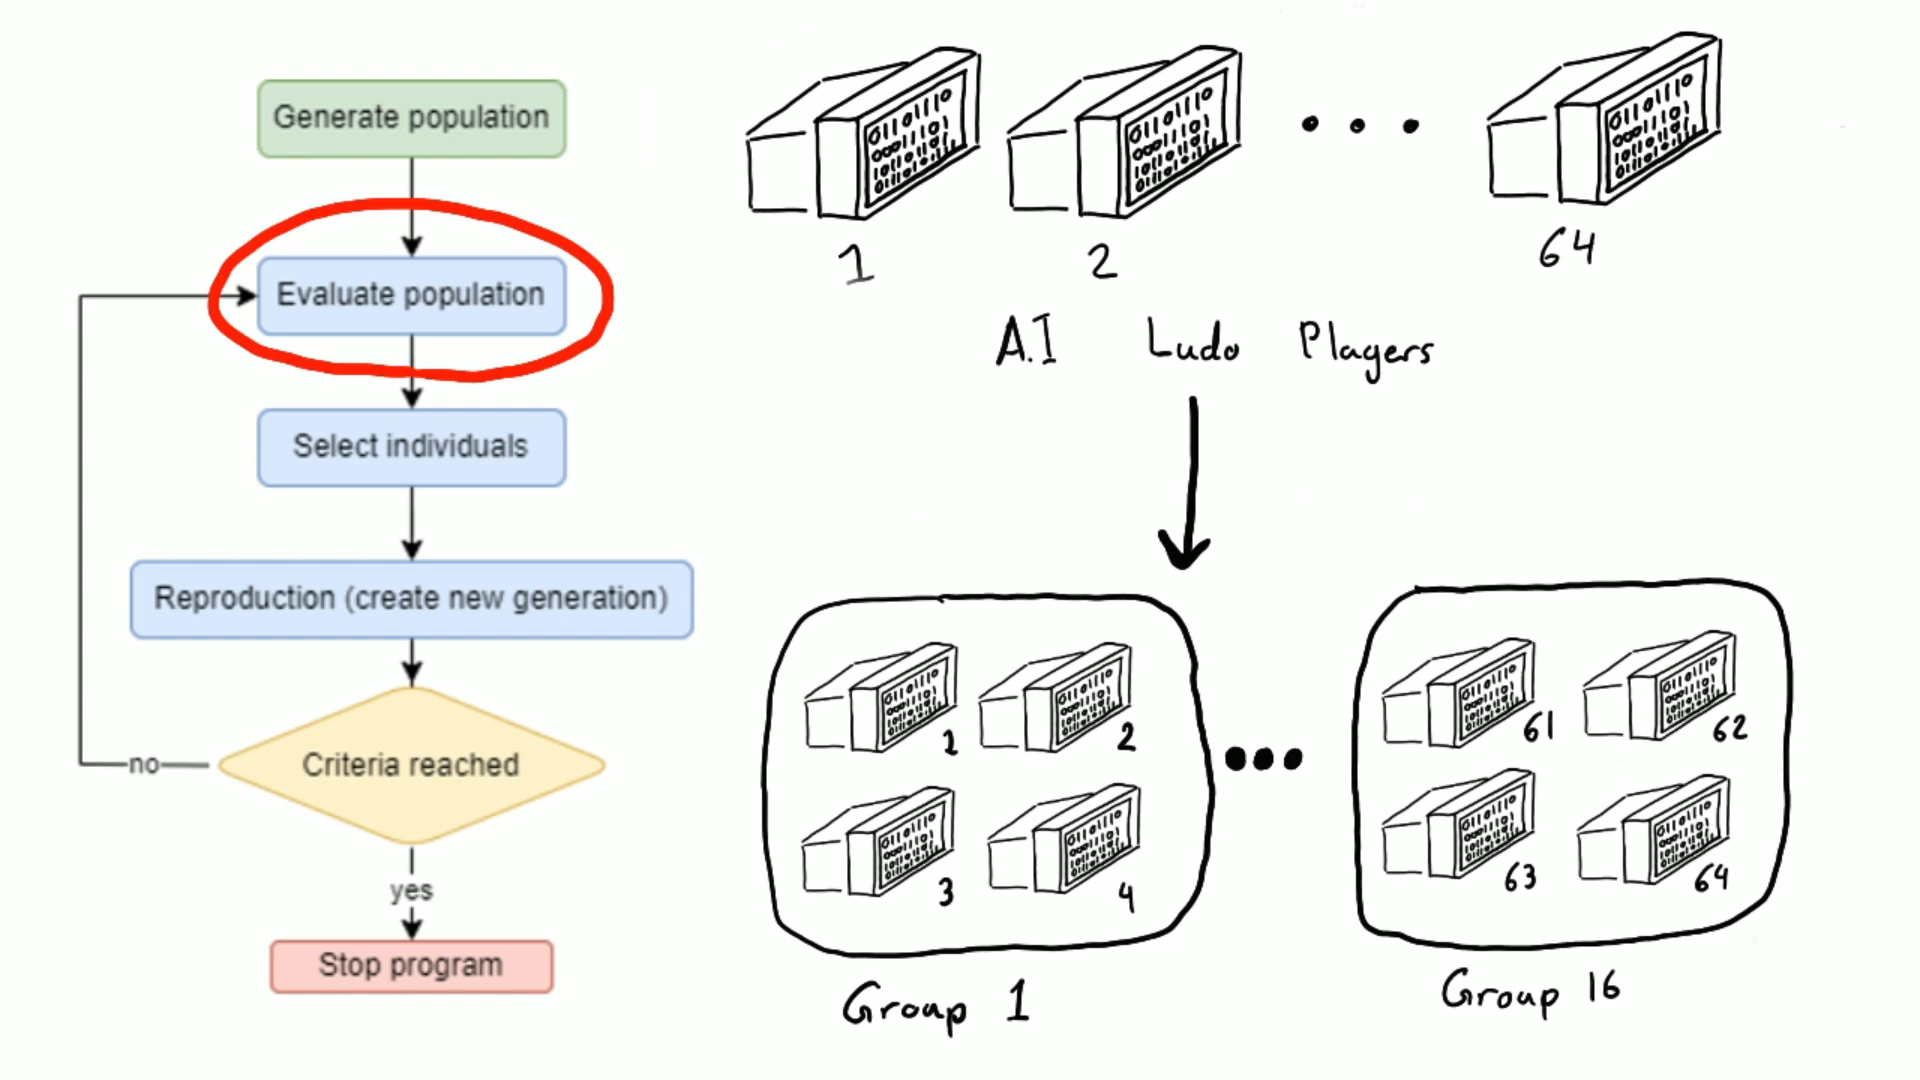 Generate population
Evaluate population
Select individuals
Reproduction (create new generation)
Criteria reached
no
yes
Stop program
1 2 64
A.I Ludo Players
1 2
3 4
Group 1
61 62
63 64
Group 16